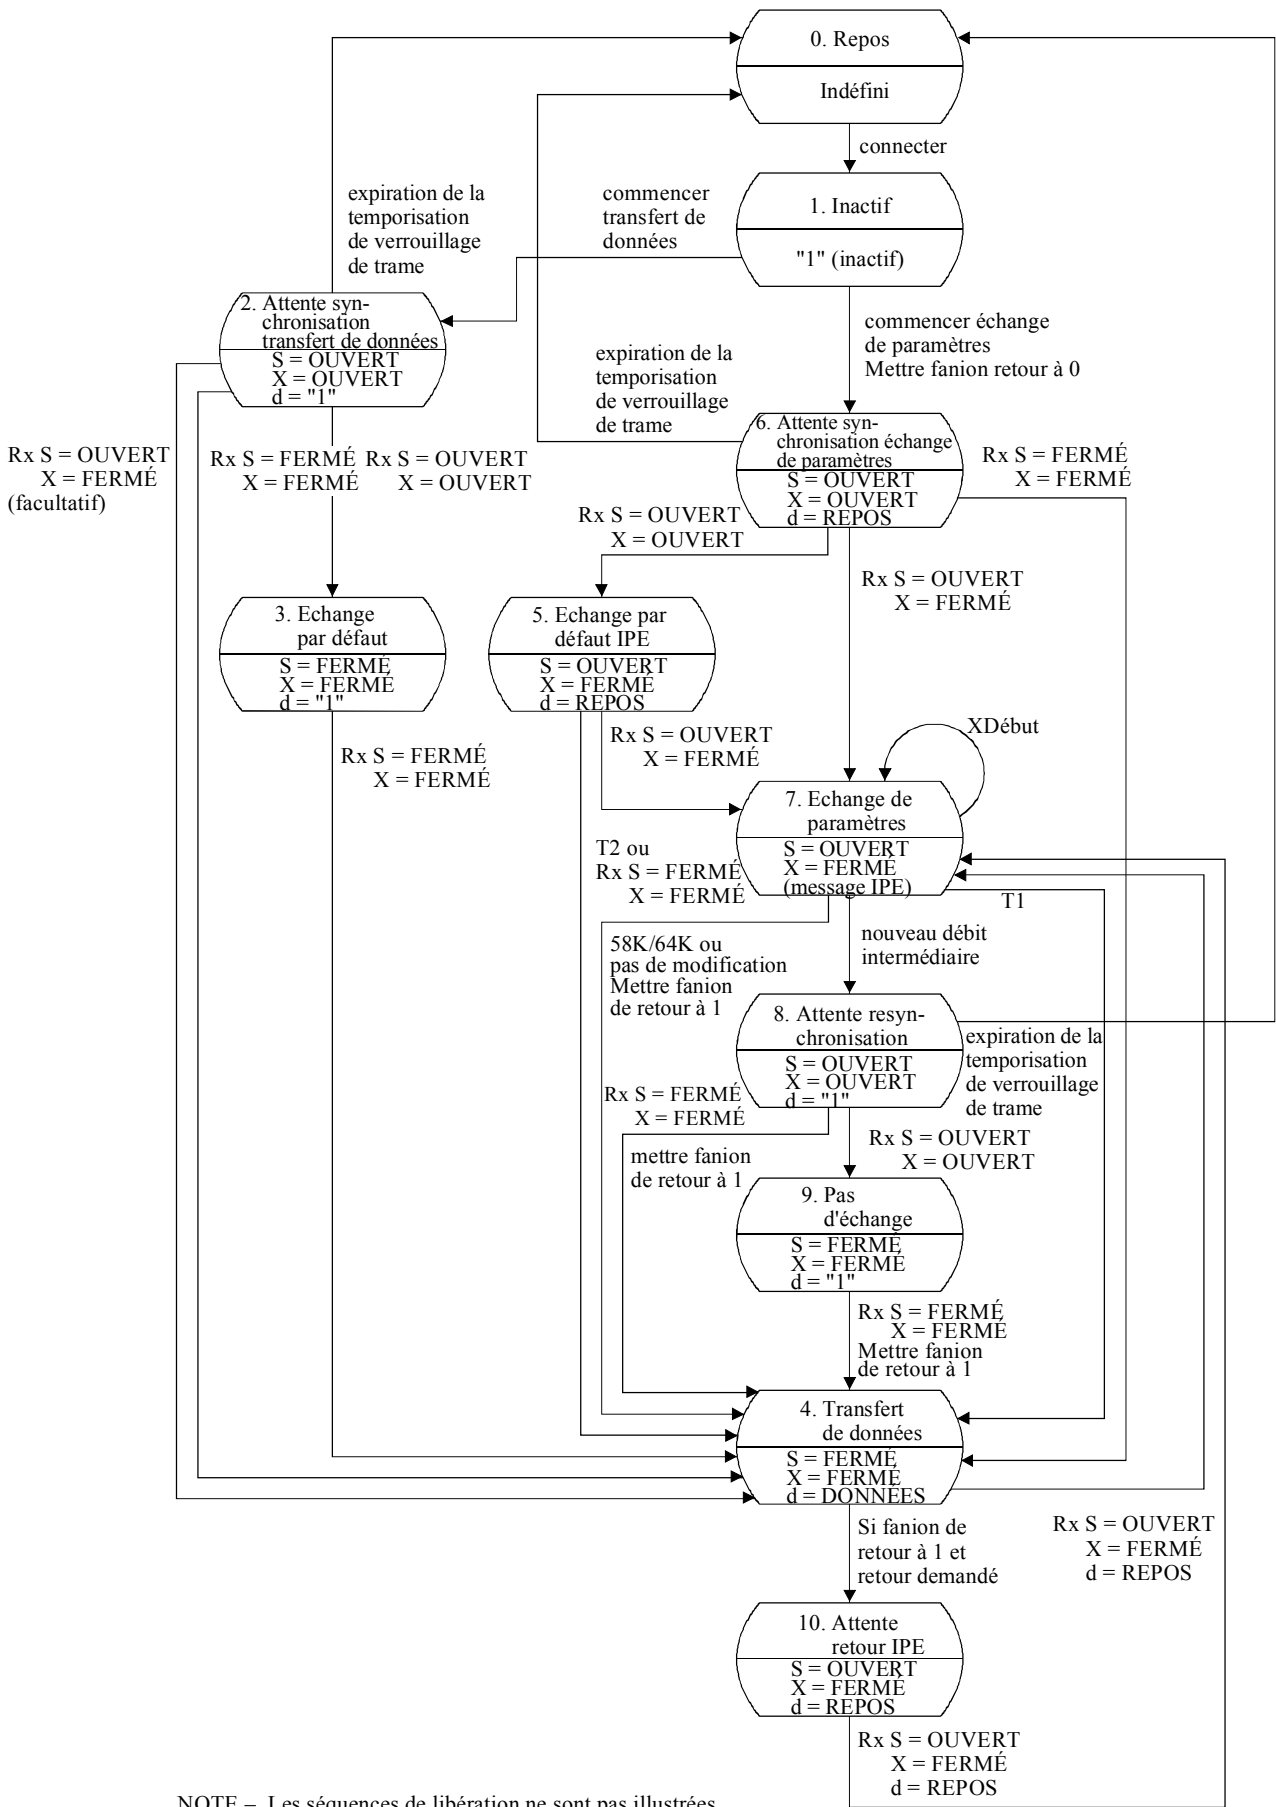 0. Repos
Indéfini
connecter
expiration de la
temporisation
de verrouillage
de trame
commencer
transfert de
données
1. Inactif
"1" (inactif)
2. Attente syn-
chronisation
transfert de données
S = OUVERT
X = OUVERT
d = "1"
expiration de la
temporisation
de verrouillage
de trame
commencer échange
de paramètres
Mettre fanion retour à 0
6. Attente syn-
chronisation échange
de paramètres
S = OUVERT
X = OUVERT
d = REPOS
Rx S = OUVERT
X = FERMÉ
(facultatif)
Rx S = FERMÉ
X = FERMÉ
Rx S = OUVERT
X = OUVERT
Rx S = FERMÉ
X = FERMÉ
Rx S = OUVERT
X = OUVERT
Rx S = OUVERT
X = FERMÉ
3. Echange
par défaut
S = FERMÉ
X = FERMÉ
d = "1"
5. Echange par
défaut IPE
S = OUVERT
X = FERMÉ
d = REPOS
Rx S = FERMÉ
X = FERMÉ
Rx S = OUVERT
X = FERMÉ
XDébut
7. Echange de
paramètres
S = OUVERT
X = FERMÉ
(message IPE)
T2 ou
Rx S = FERMÉ
X = FERMÉ
T1
58K/64K ou
pas de modification
Mettre fanion
de retour à 1
nouveau débit
intermédiaire
8. Attente resyn-
chronisation
S = OUVERT
X = OUVERT
d = "1"
expiration de la
temporisation
de verrouillage
de trame
Rx S = FERMÉ
X = FERMÉ
Rx S = OUVERT
X = OUVERT
mettre fanion
de retour à 1
9. Pas
d'échange
S = FERMÉ
X = FERMÉ
d = "1"
Rx S = FERMÉ
X = FERMÉ
Mettre fanion
de retour à 1
4. Transfert
de données
S = FERMÉ
X = FERMÉ
d = DONNÉES
Si fanion de
retour à 1 et
retour demandé
Rx S = OUVERT
X = FERMÉ
d = REPOS
10. Attente
retour IPE
S = OUVERT
X = FERMÉ
d = REPOS
Rx S = OUVERT
X = FERMÉ
d = REPOS
NOTE – Les séquences de libération ne sont pas illustrées